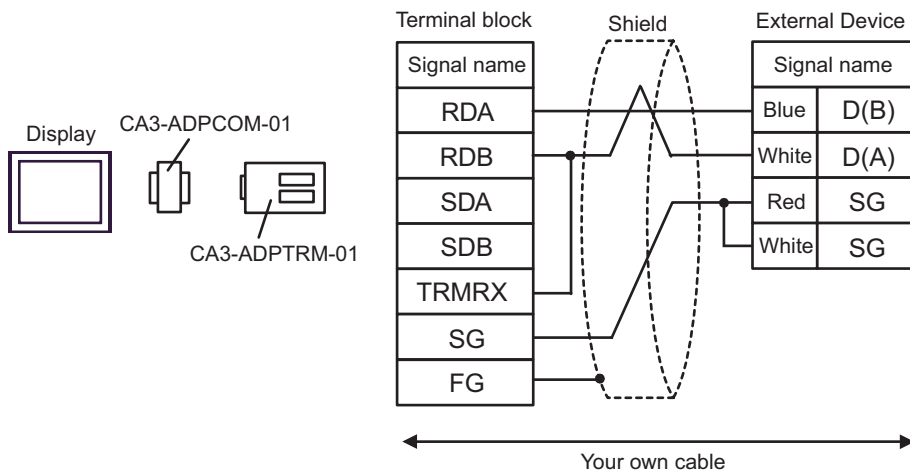 Display
CA3-ADPCOM-01
CA3-ADPTRM-01
Terminal block
Signal name
RDA
RDB
SDA
SDB
TRMRX
SG
FG
Shield
External Device
Signal name
Blue D(B)
White D(A)
Red SG
White SG
Your own cable